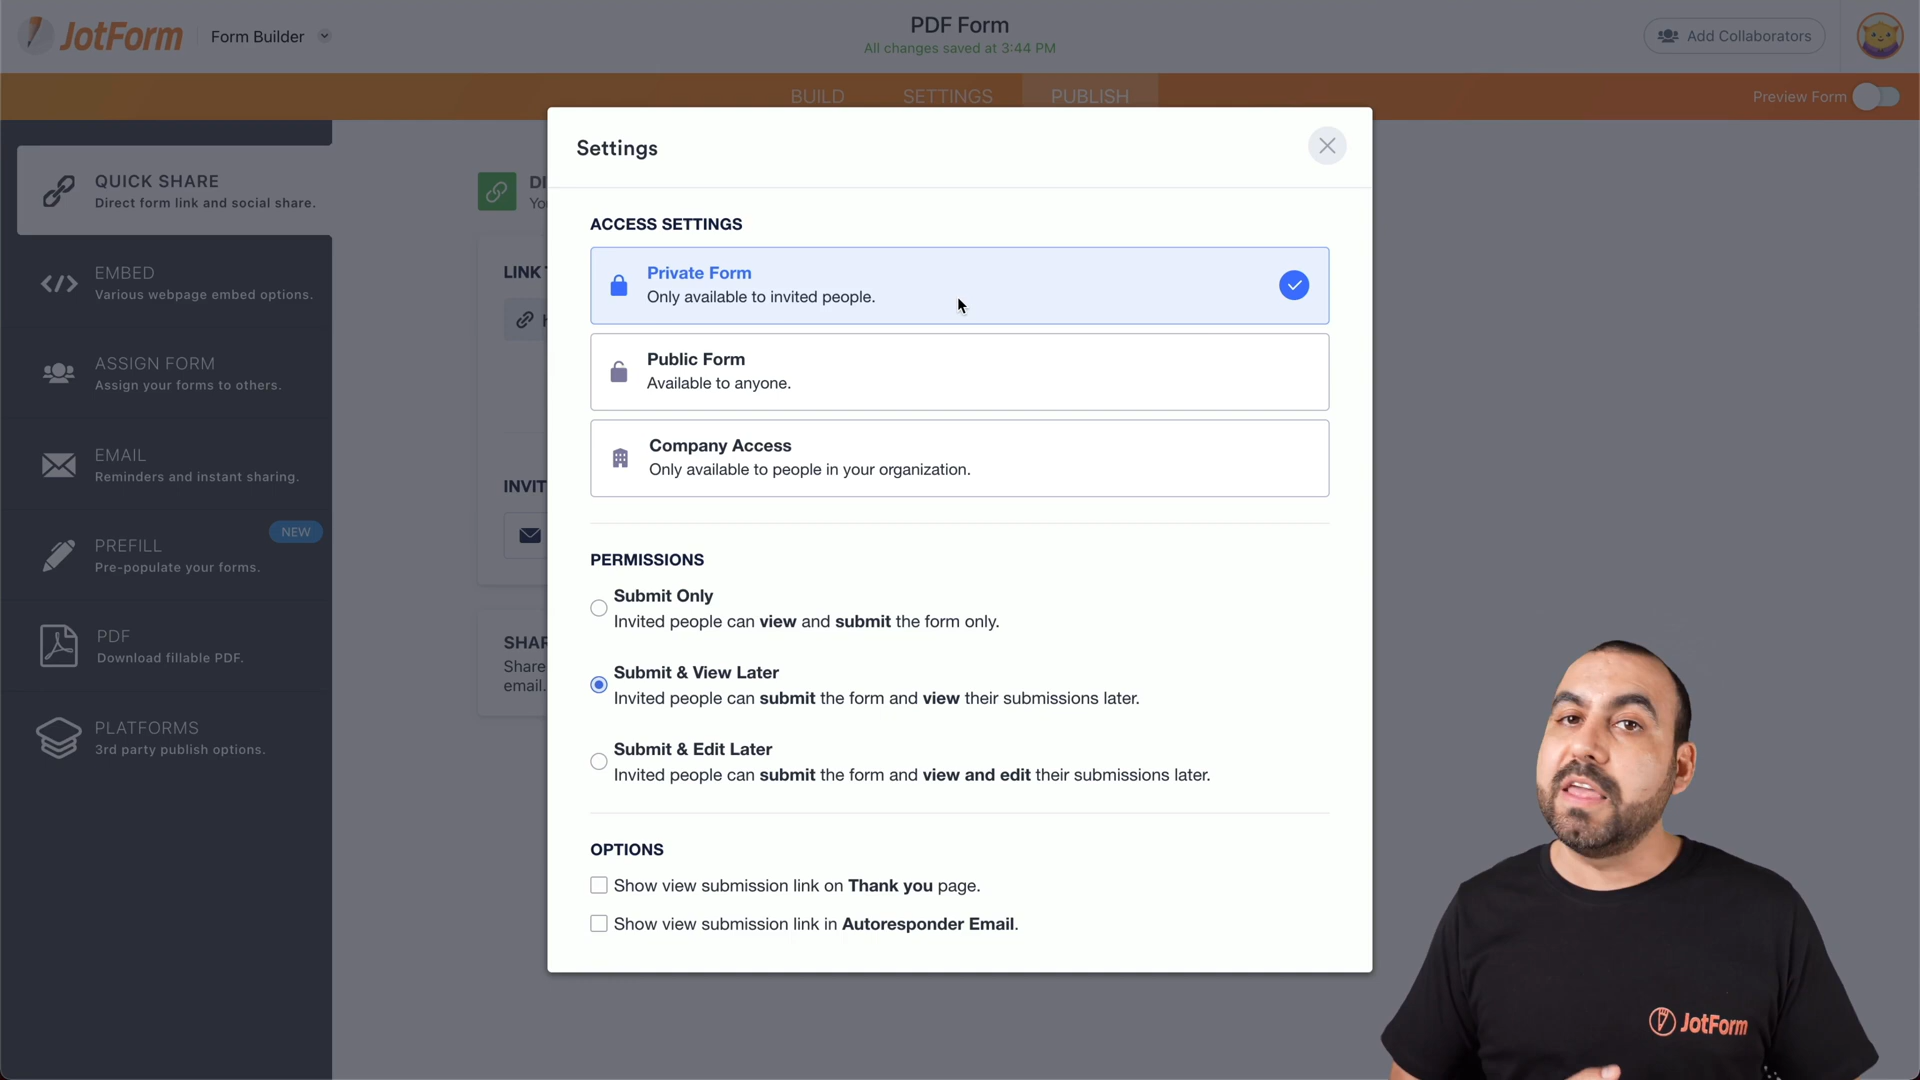 JotForm
Form Builder
PDF Form
All changes saved at 3:44 PM
Add Collaborators
BUILD
SETTINGS
PUBLISH
Preview Form
QUICK SHARE
Direct form link and social share.
EMBED
Various webpage embed options.
ASSIGN FORM
Assign your forms to others.
EMAIL
Reminders and instant sharing.
NEW
PREFILL
Pre-populate your forms.
PDF
Download fillable PDF.
PLATFORMS
3rd party publish options.
LINK
INVIT
SHAR
Share
email.
Settings
ACCESS SETTINGS
Private Form
Only available to invited people.
Public Form
Available to anyone.
Company Access
Only available to people in your organization.
PERMISSIONS
Submit Only
Invited people can view and submit the form only.
Submit & View Later
Invited people can submit the form and view their submissions later.
Submit & Edit Later
Invited people can submit the form and view and edit their submissions later.
OPTIONS
Show view submission link on Thank you page.
Show view submission link in Autoresponder Email.
JotForm